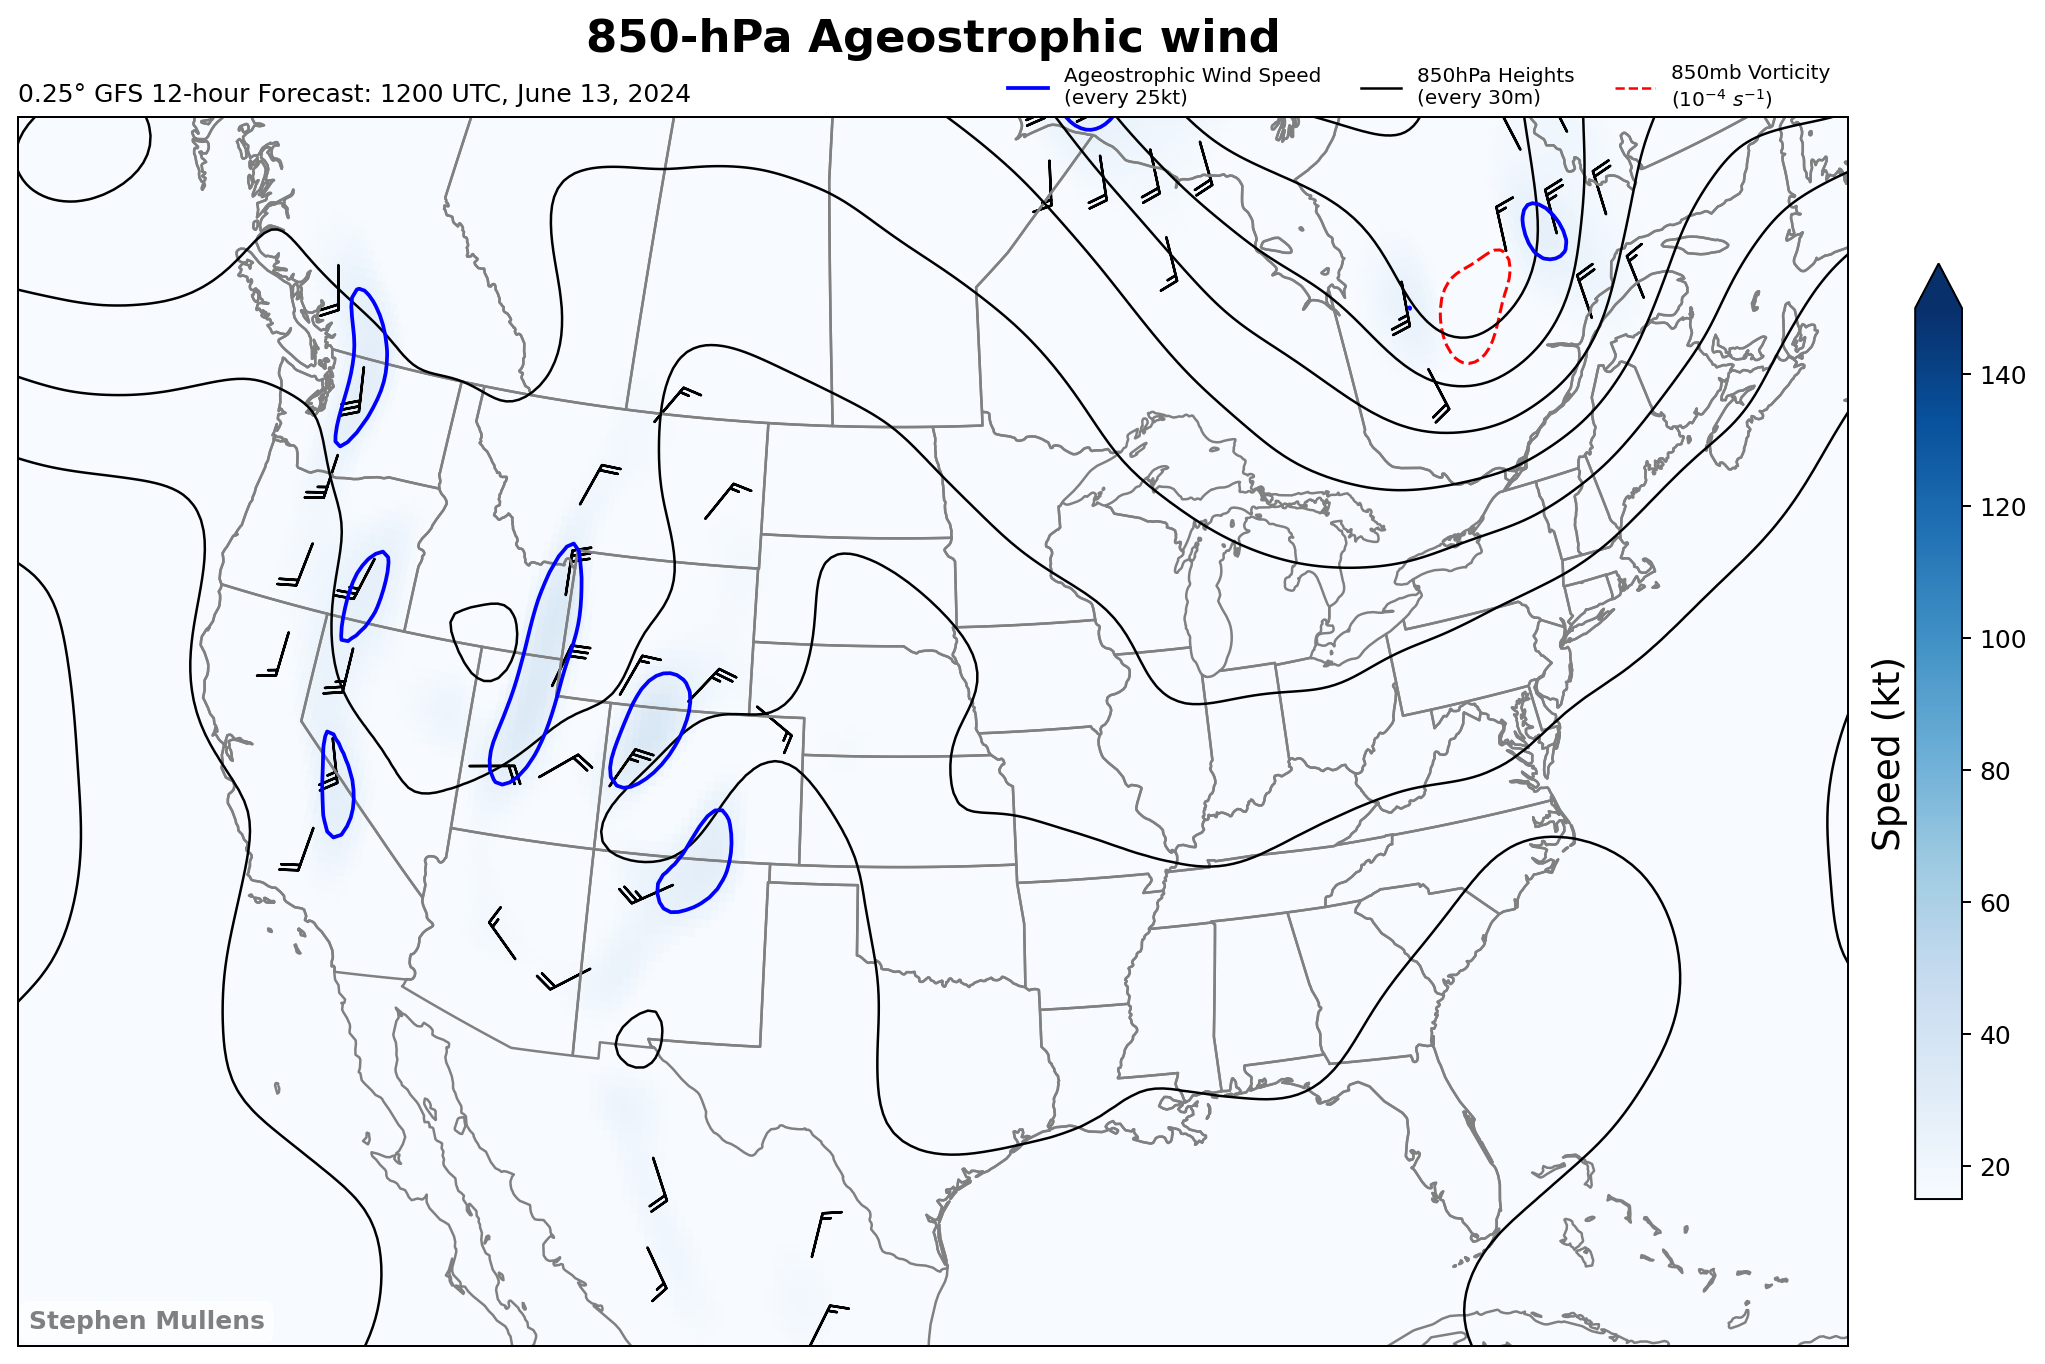 850-hPa Ageostrophic wind
0.25° GFS 12-hour Forecast: 1200 UTC, June 13, 2024
Ageostrophic Wind Speed
(every 25kt)
850hPa Heights
(every 30m)
850mb Vorticity
(10⁻⁴ s⁻¹)
140
120
100
80
60
40
20
Speed (kt)
Stephen Mullens